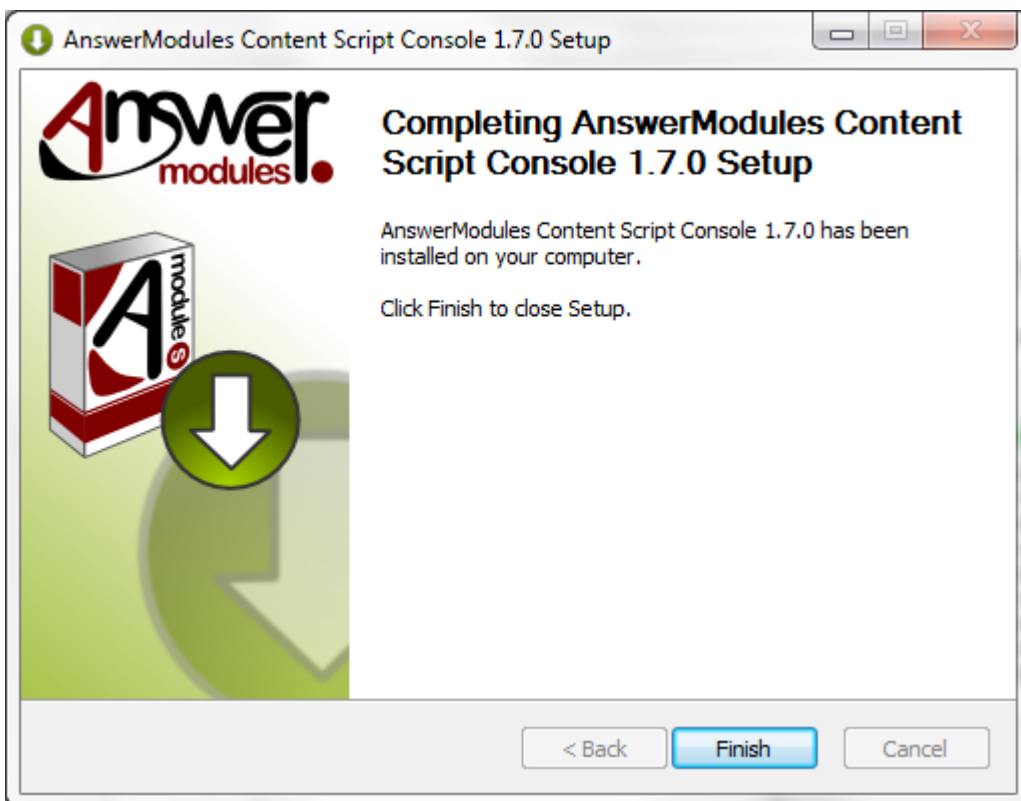 AnswerModules Content Script Console 1.7.0 Setup
Answer
modules
Completing AnswerModules Content
Script Console 1.7.0 Setup
AnswerModules Content Script Console 1.7.0 has been
installed on your computer.
Click Finish to close Setup.
A
modules
< Back
Finish
Cancel